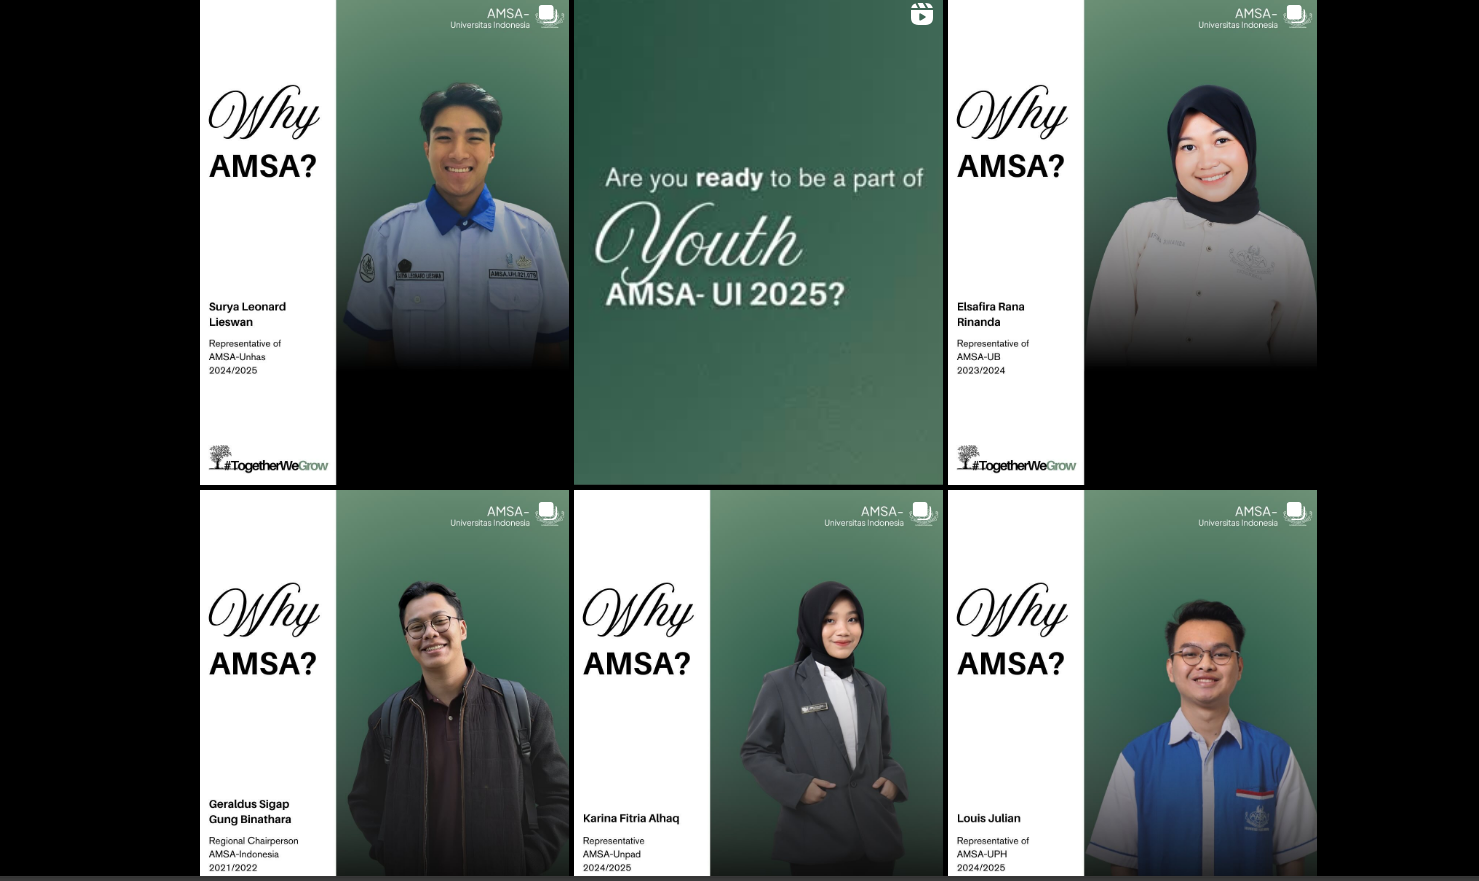 AMSA-
Universitas Indonesia
Why
AMSA?
Surya Leonard
Lieswan
Representative of
AMSA-Unhas
2024/2025
#TogetherWeGrow
Are you ready to be a part of
Youth
AMSA- UI 2025?
AMSA-
Universitas Indonesia
Why
AMSA?
Elsafira Rana
Rinanda
Representative of
AMSA-UB
2023/2024
#TogetherWeGrow
AMSA-
Universitas Indonesia
Why
AMSA?
Geraldus Sigap
Gung Binathara
Regional Chairperson
AMSA-Indonesia
2021/2022
AMSA-
Universitas Indonesia
Why
AMSA?
Karina Fitria Alhaq
Representative
AMSA-Unpad
2024/2025
AMSA-
Universitas Indonesia
Why
AMSA?
Louis Julian
Representative of
AMSA-UPH
2024/2025